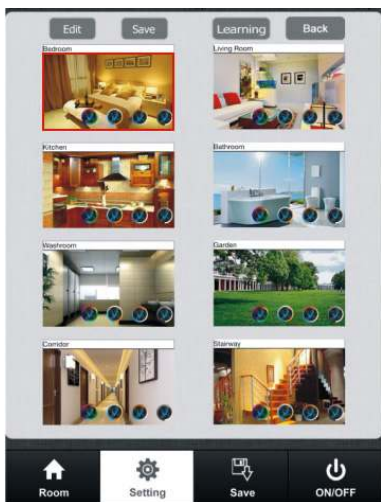 Edit Save Learning Back
Bedroom Living Room
Kitchen Bathroom
Washroom Garden
Corridor Stairway
Room Setting Save ON/OFF